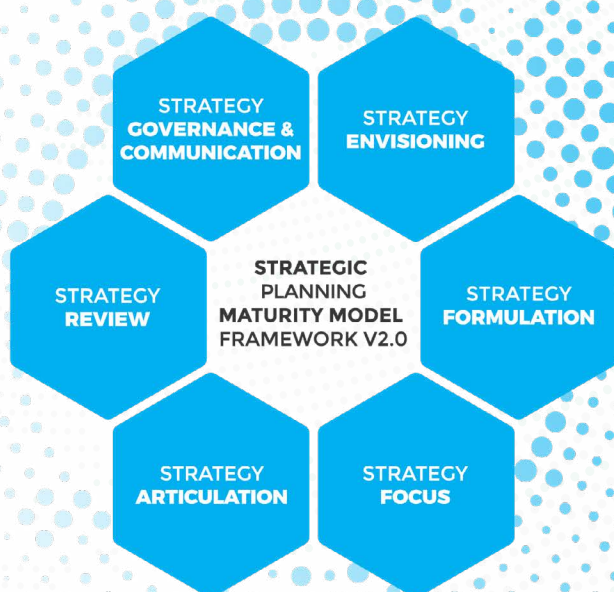 STRATEGY
GOVERNANCE &
COMMUNICATION
STRATEGY
ENVISIONING
STRATEGY
REVIEW
STRATEGIC
PLANNING
MATURITY MODEL
FRAMEWORK V2.0
STRATEGY
FORMULATION
STRATEGY
ARTICULATION
STRATEGY
FOCUS